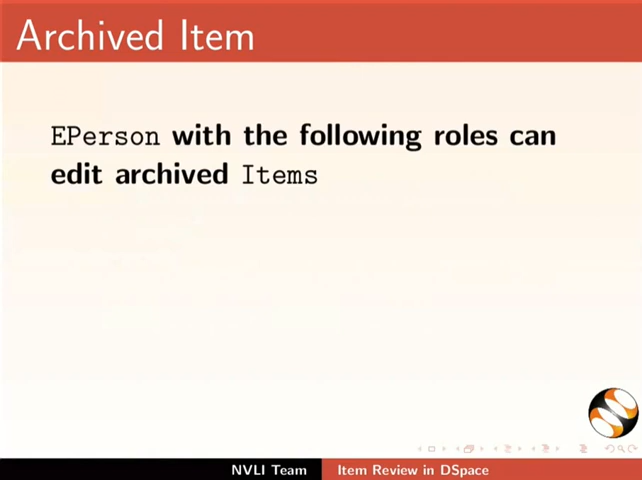 Archived Item
EPerson with the following roles can
edit archived Items
NVLI Team
Item Review in DSpace